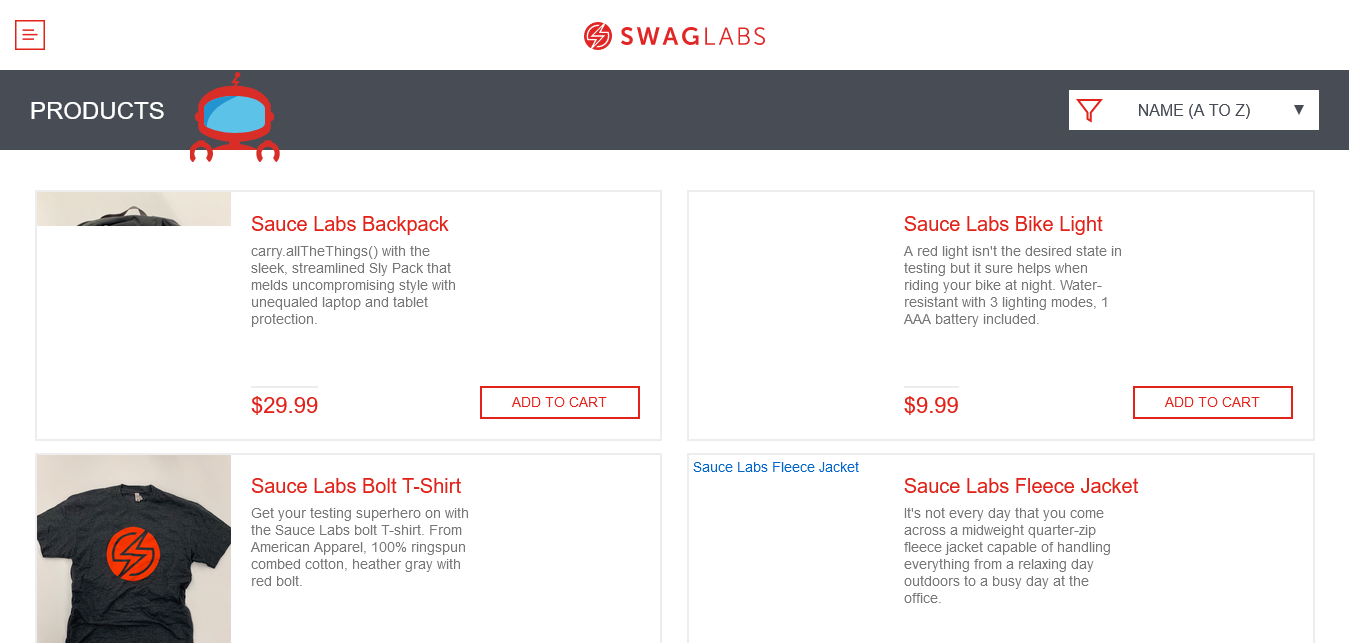 SWAGLABS
PRODUCTS
NAME (A TO Z)
Sauce Labs Backpack
carry.allTheThings() with the
sleek, streamlined Sly Pack that
melds uncompromising style with
unequaled laptop and tablet
protection.
$29.99
ADD TO CART
Sauce Labs Bike Light
A red light isn't the desired state in
testing but it sure helps when
riding your bike at night. Water-
resistant with 3 lighting modes, 1
AAA battery included.
$9.99
ADD TO CART
Sauce Labs Bolt T-Shirt
Get your testing superhero on with
the Sauce Labs bolt T-shirt. From
American Apparel, 100% ringspun
combed cotton, heather gray with
red bolt.
Sauce Labs Fleece Jacket
Sauce Labs Fleece Jacket
It's not every day that you come
across a midweight quarter-zip
fleece jacket capable of handling
everything from a relaxing day
outdoors to a busy day at the
office.